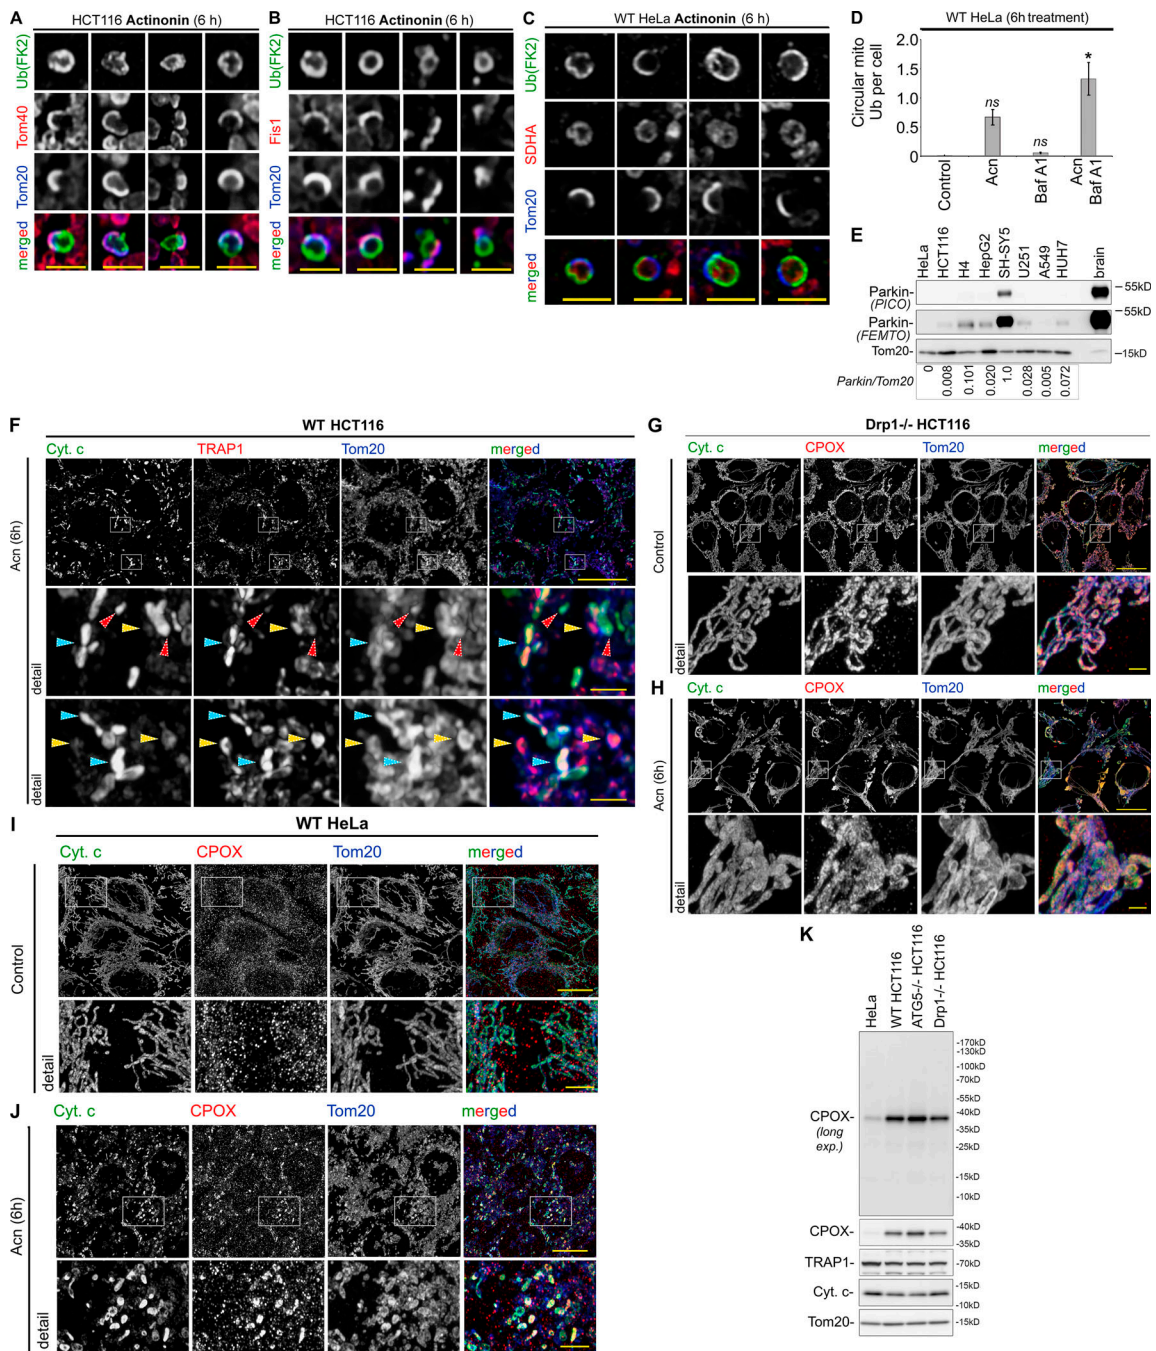 A
HCT116 Actinonin (6 h)
Ub(FK2)
Tom40
Tom20
merged
B
HCT116 Actinonin (6 h)
Ub(FK2)
Fis1
Tom20
merged
C
WT HeLa Actinonin (6 h)
Ub(FK2)
SDHA
Tom20
merged
D
WT HeLa (6h treatment)
Circular mito
Ub per cell
2.0
1.5
1.0
0.5
0
ns
ns
*
Control
Acn
Baf A1
Acn
Baf A1
E
HeLa
HCT116
H4
HepG2
SH-SY5
U251
A549
HUH7
brain
Parkin-
(PICO)
55kD
Parkin-
(FEMTO)
55kD
Tom20-
15kD
Parkin/Tom20
0
0.008
0.101
0.020
1.0
0.028
0.005
0.072
F
WT HCT116
Cyt. c TRAP1 Tom20 merged
Acn (6h)
detail
detail
G
Drp1-/- HCT116
Cyt. c CPOX Tom20 merged
Control
detail
H
Cyt. c CPOX Tom20 merged
Acn (6h)
detail
I
WT HeLa
Cyt. c CPOX Tom20 merged
Control
detail
J
Cyt. c CPOX Tom20 merged
Acn (6h)
detail
K
HeLa
WT HCT116
ATG5-/- HCT116
Drp1-/- HCt116
CPOX-
(long
exp.)
-170kD
-130kD
-100kD
-70kD
-55kD
-40kD
-35kD
-25kD
-15kD
-10kD
CPOX-
-40kD
-35kD
TRAP1-
-70kD
Cyt. c-
-15kD
-10kD
Tom20-
-15kD